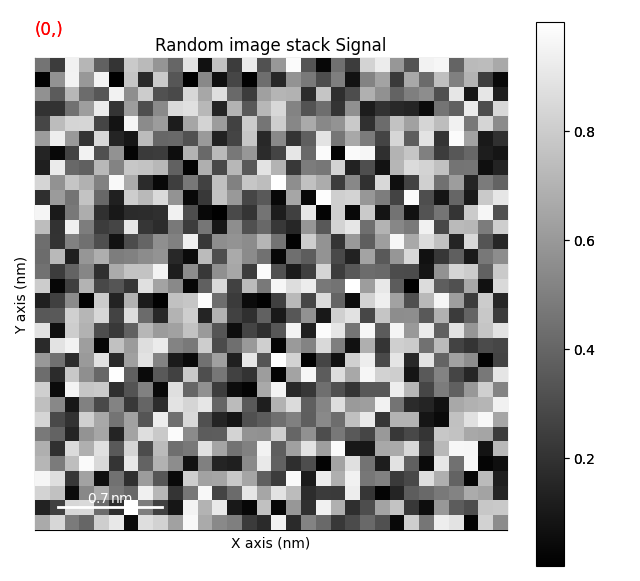 (0,)
Random image stack Signal
0.8
0.6
0.4
0.2
Y axis (nm)
0.7 nm
X axis (nm)